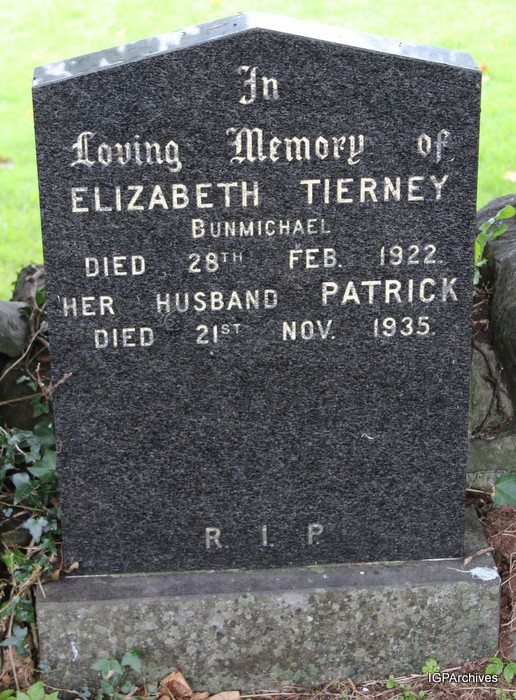 In
Loving Memory of
ELIZABETH TIERNEY
BUNMICHAEL
DIED 28TH FEB. 1922.
HER HUSBAND PATRICK
DIED 21ST NOV. 1935.
R. I. P
IGPArchives